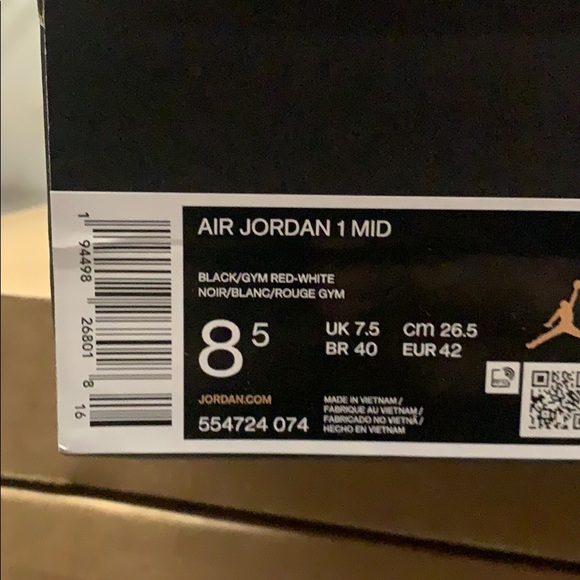 AIR JORDAN 1 MID
BLACK/GYM RED-WHITE
NOIR/BLANC/ROUGE GYM
8 5
UK 7.5 cm 26.5
BR 40 EUR 42
JORDAN.COM
554724 074
MADE IN VIETNAM /
FABRIQUE AU VIETNAM /
FABRICADO NO VIETNÃ /
HECHO EN VIETNAM
1 94498 26801 8 16